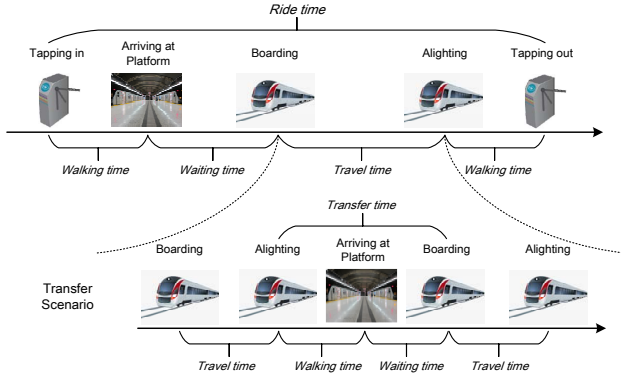 Ride time
Tapping in
Arriving at
Platform
Boarding
Alighting
Tapping out
Walking time
Waiting time
Travel time
Walking time
Transfer time
Transfer
Scenario
Boarding
Alighting
Arriving at
Platform
Boarding
Alighting
Travel time
Walking time
Waiting time
Travel time